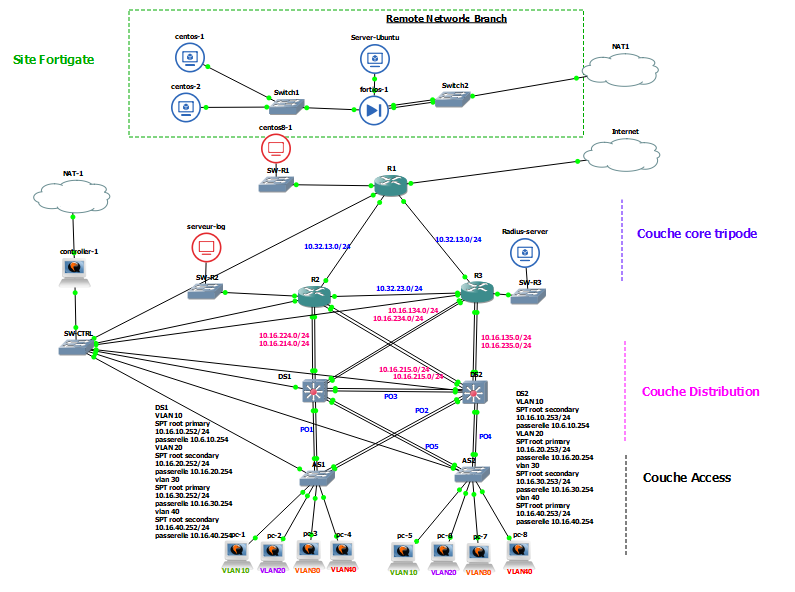 Remote Network: Branch
Site Fortigate
centos-1
Server-Ubuntu
NAT1
centos-2
Switch1
fortios-1
Switch2
centos8-1
Internet
SW-R1
R1
NAT-1
Couche core tripode
serveur-log
Radius-server
10.32.13.0/24
10.32.13.0/24
controller-1
SW-R2
R2
10.32.23.0/24
R3
SW-R3
10.16.134.0/24
10.16.234.0/24
SW-CTRL
10.16.224.0/24
10.16.214.0/24
10.16.135.0/24
10.16.235.0/24
10.16.215.0/24
10.16.215.0/24
DS1
DS2
Couche Distribution
PO3
PO2
PO1
PO4
PO5
DS1
VLAN 10
SPT root primary
10.16.10.252/24
passerelle 10.6.10.254
VLAN 20
SPT root secondary
10.16.20.252/24
passerelle 10.16.20.254
vlan 30
SPT root primary
10.16.30.252/24
passerelle 10.16.30.254
vlan 40
SPT root secondary
10.16.40.252/24
passerelle 10.16.40.254
DS2
VLAN 10
SPT root secondary
10.16.10.253/24
passerelle 10.6.10.254
VLAN 20
SPT root primary
10.16.20.253/24
passerelle 10.16.20.254
vlan 30
SPT root secondary
10.16.30.253/24
passerelle 10.16.30.254
vlan 40
SPT root primary
10.16.40.253/24
passerelle 10.16.40.254
AS1
AS2
Couche Access
pc-1
pc-2
pc-3
pc-4
pc-5
pc-6
pc-7
pc-8
VLAN10
VLAN20
VLAN30
VLAN40
VLAN10
VLAN20
VLAN30
VLAN40